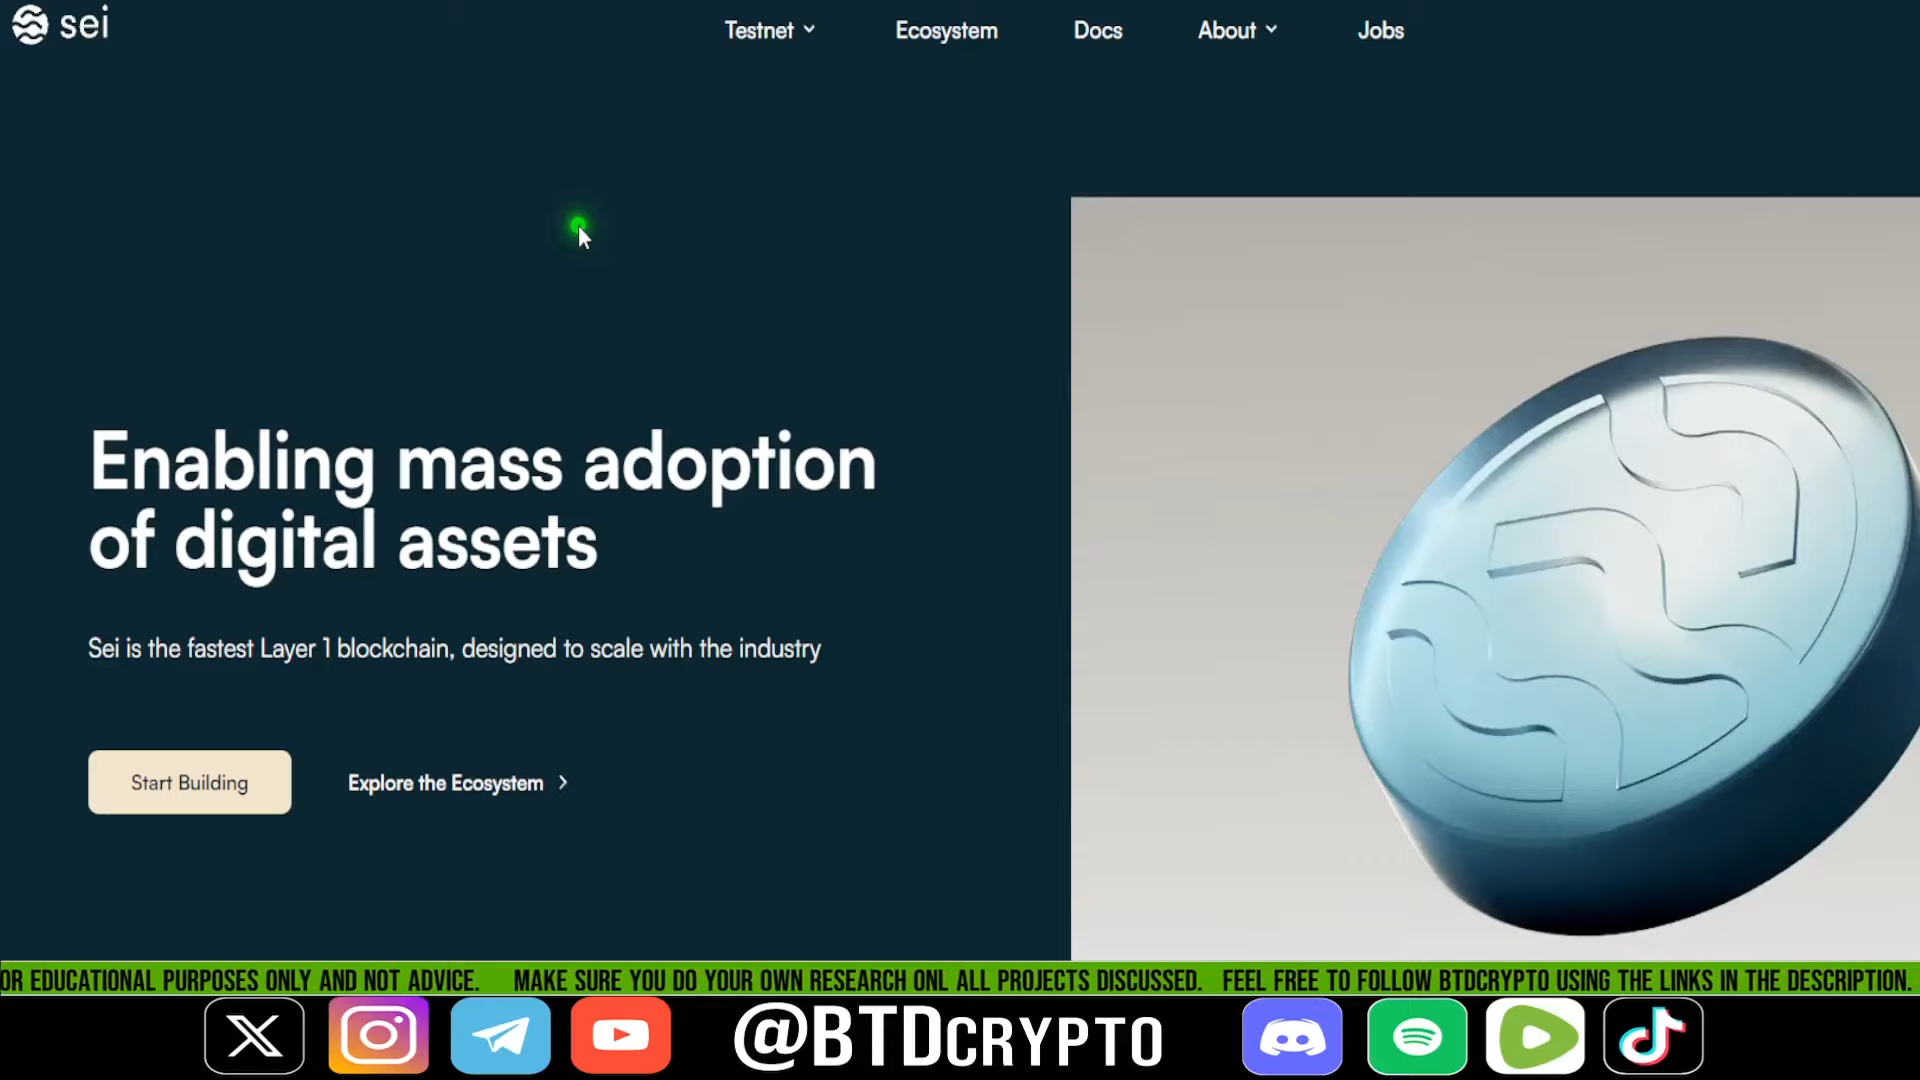 sei
Testnet
Ecosystem
Docs
About
Jobs
Enabling mass adoption
of digital assets
Sei is the fastest Layer 1 blockchain, designed to scale with the industry
Start Building
Explore the Ecosystem
OR EDUCATIONAL PURPOSES ONLY AND NOT ADVICE. MAKE SURE YOU DO YOUR OWN RESEARCH ONL ALL PROJECTS DISCUSSED. FEEL FREE TO FOLLOW BTDCRYPTO USING THE LINKS IN THE DESCRIPTION.
@BTDCRYPTO